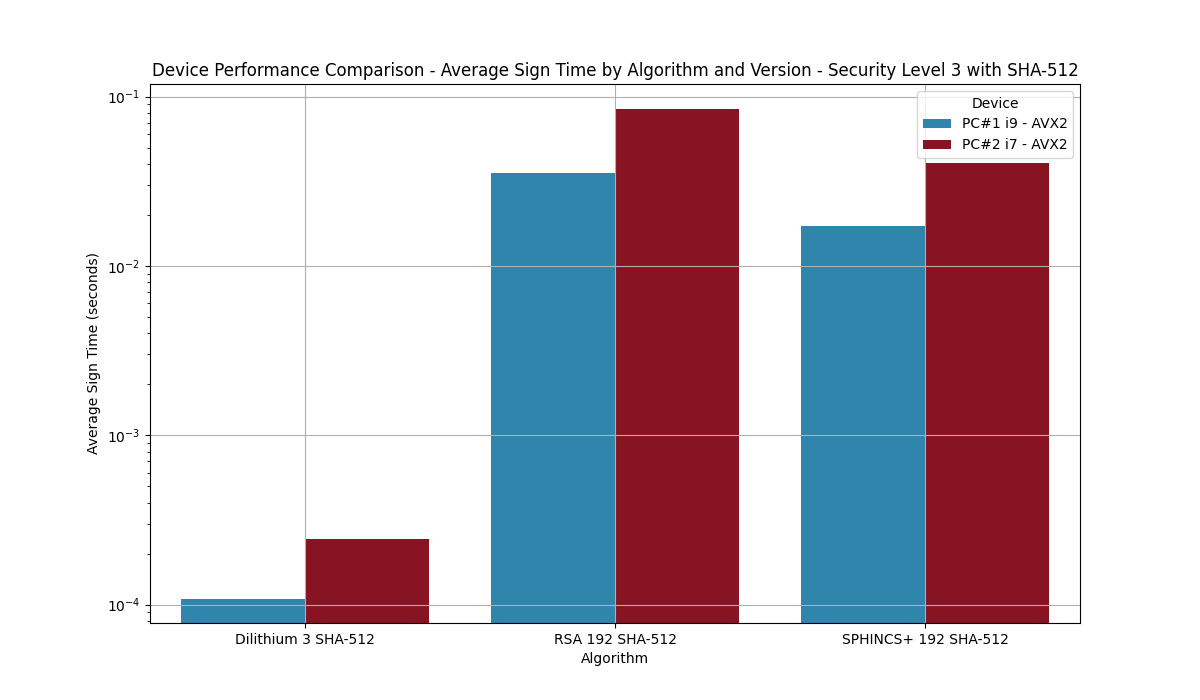 Device Performance Comparison - Average Sign Time by Algorithm and Version - Security Level 3 with SHA-512
Device
PC#1 i9 - AVX2
PC#2 i7 - AVX2
Average Sign Time (seconds)
10⁻¹
10⁻²
10⁻³
10⁻⁴
Dilithium 3 SHA-512
RSA 192 SHA-512
SPHINCS+ 192 SHA-512
Algorithm